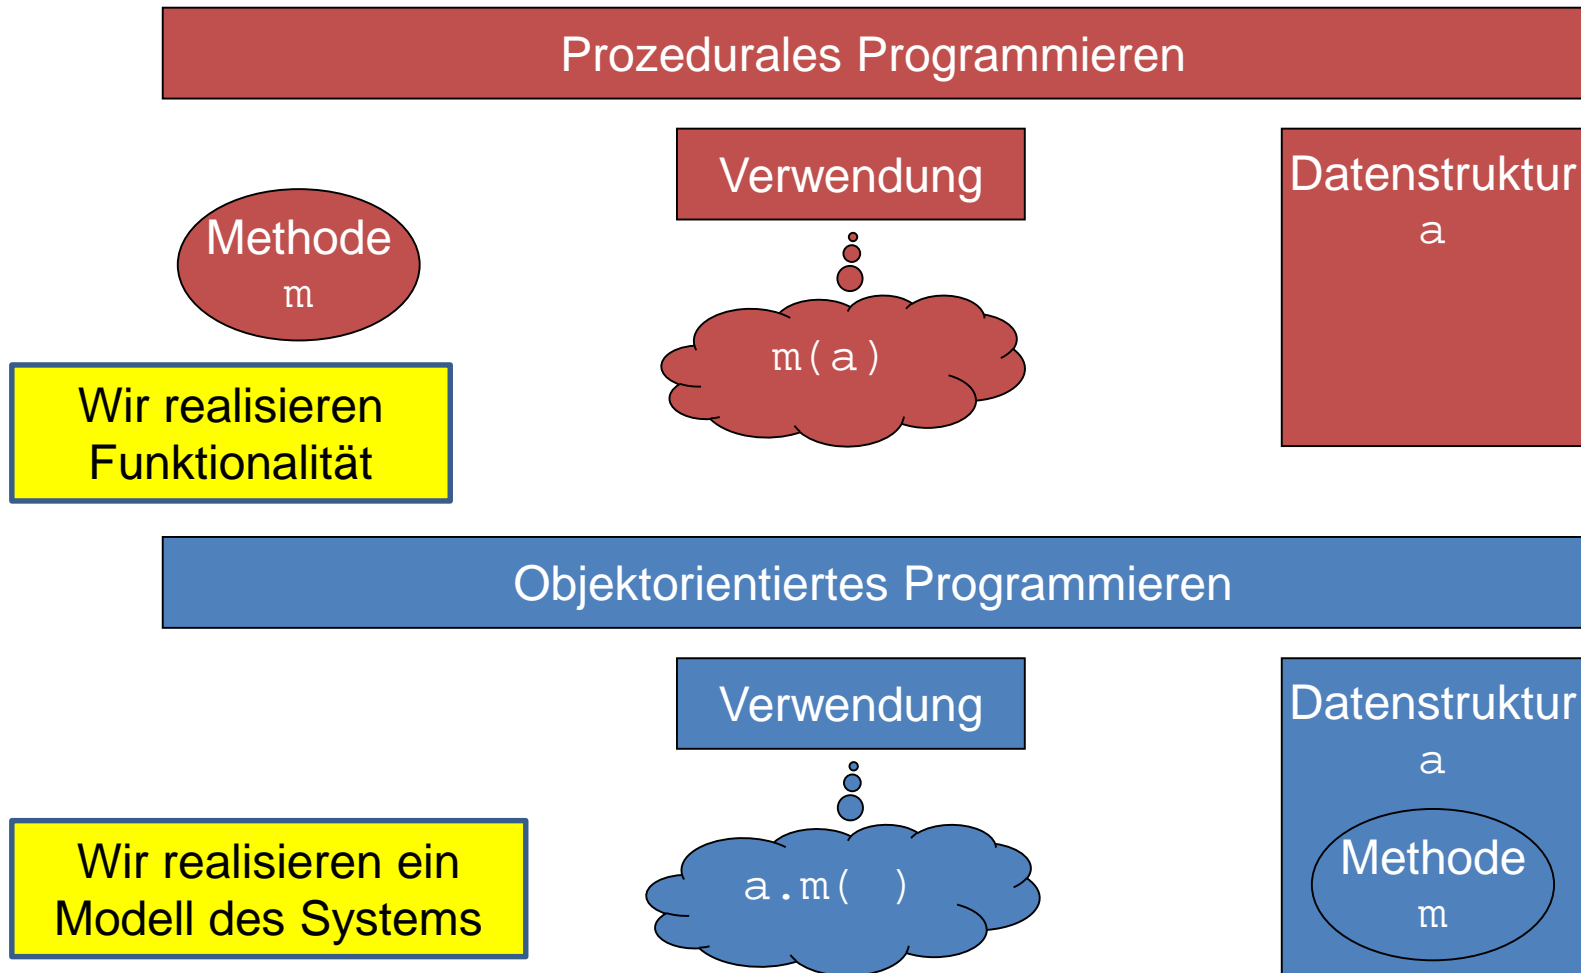 Prozedurales Programmieren
Methode
m
Verwendung
m(a)
Datenstruktur
a
Wir realisieren
Funktionalität
Objektorientiertes Programmieren
Verwendung
a.m( )
Datenstruktur
a
Methode
m
Wir realisieren ein
Modell des Systems